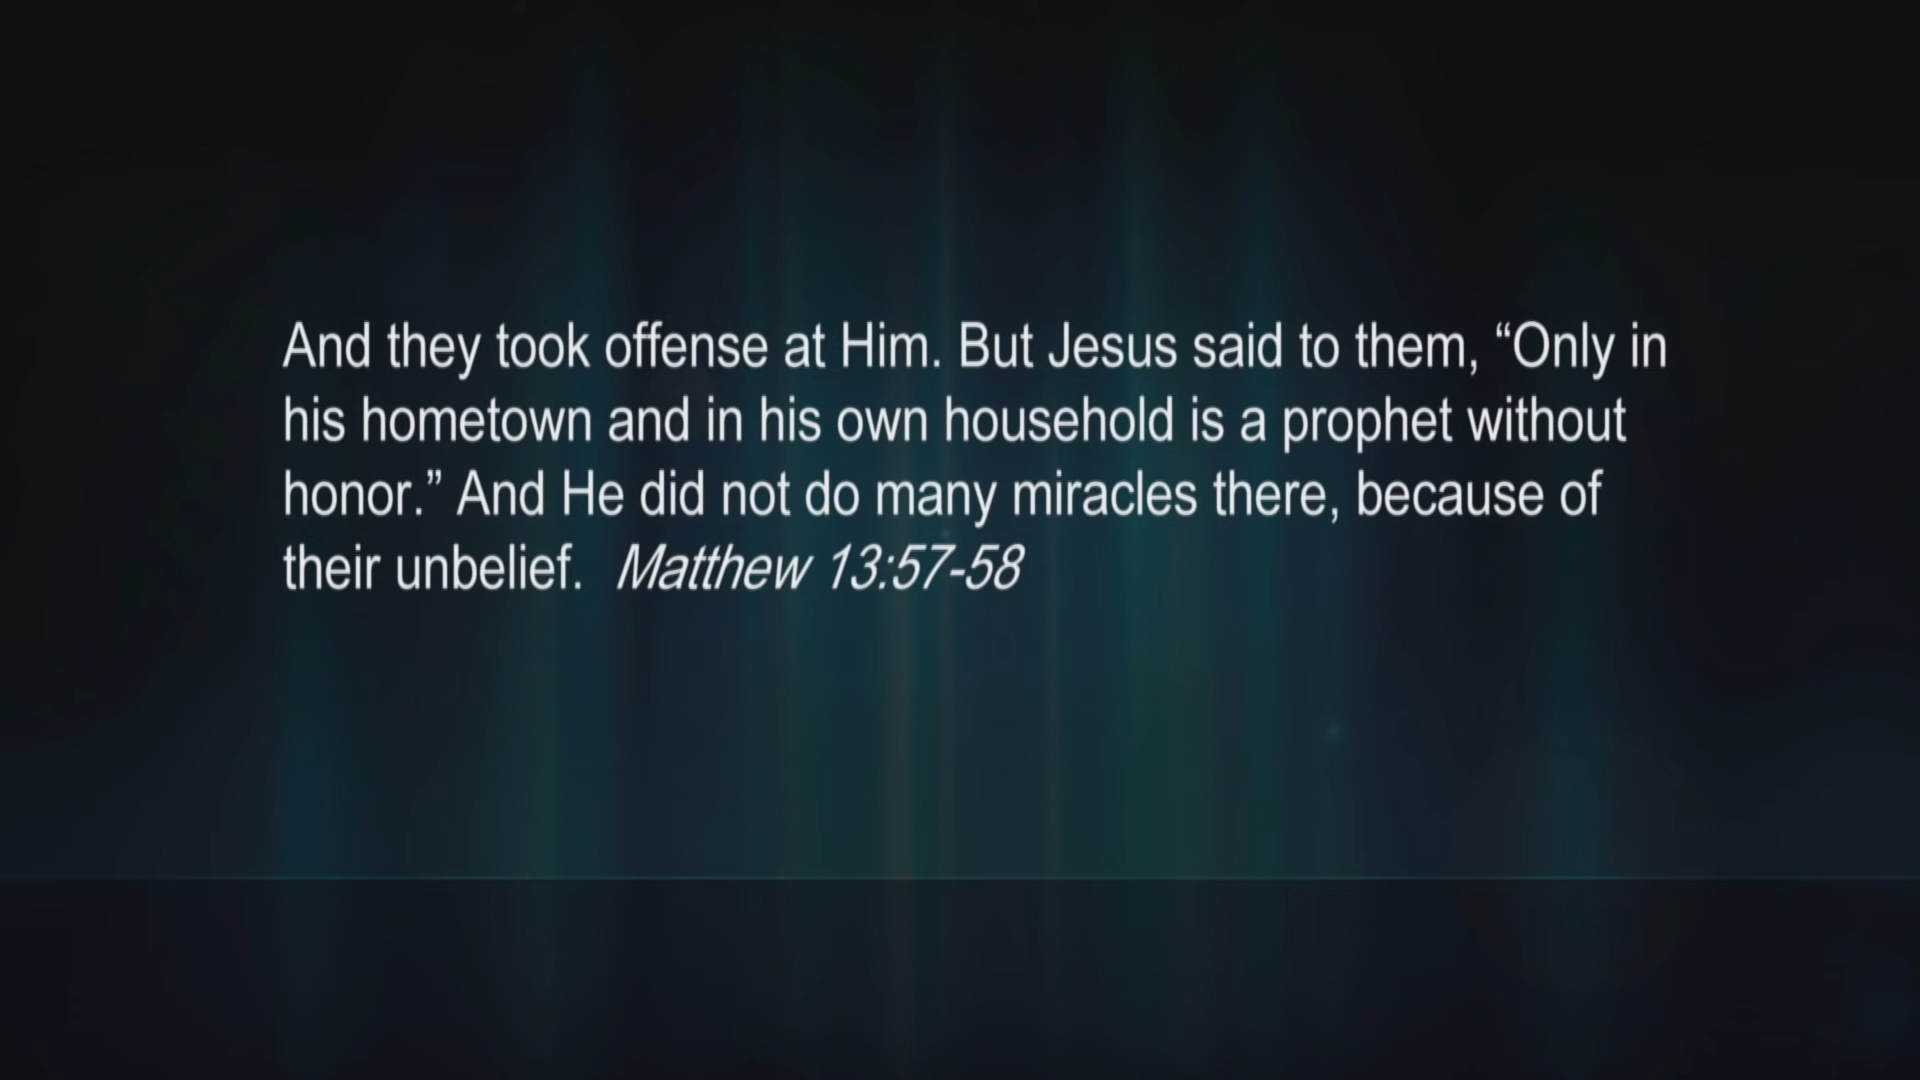 And they took offense at Him. But Jesus said to them, “Only in
his hometown and in his own household is a prophet without
honor.” And He did not do many miracles there, because of
their unbelief. Matthew 13:57-58